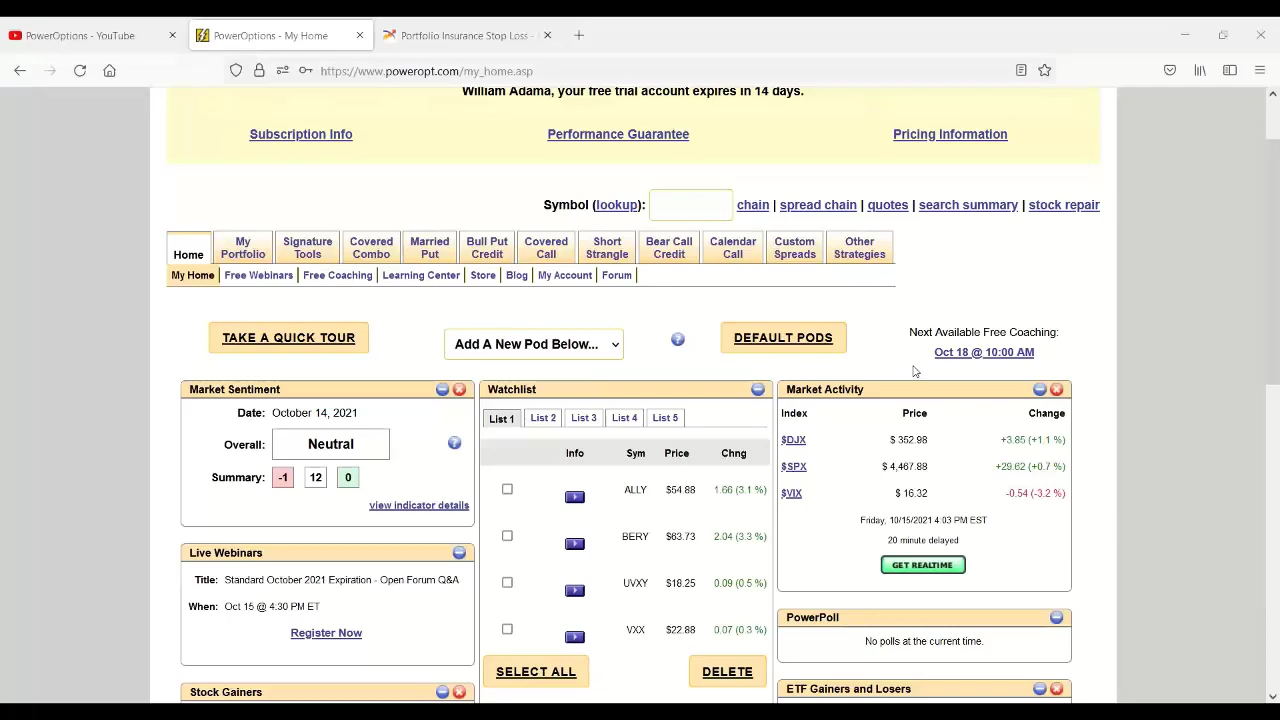 PowerOptions - YouTube
PowerOptions - My Home
Portfolio Insurance Stop Loss -
https://www.poweropt.com/my_home.asp
William Adama, your free trial account expires in 14 days.
Subscription Info
Performance Guarantee
Pricing Information
Symbol (lookup): chain | spread chain | quotes | search summary | stock repair
Home
My Portfolio
Signature Tools
Covered Combo
Married Put
Bull Put Credit
Covered Call
Short Strangle
Bear Call Credit
Calendar Call
Custom Spreads
Other Strategies
My Home | Free Webinars | Free Coaching | Learning Center | Store | Blog | My Account | Forum |
TAKE A QUICK TOUR
Add A New Pod Below...
DEFAULT PODS
Next Available Free Coaching:
Oct 18 @ 10:00 AM
Market Sentiment
Date: October 14, 2021
Overall: Neutral
Summary: -1 12 0
view indicator details
Live Webinars
Title: Standard October 2021 Expiration - Open Forum Q&A
When: Oct 15 @ 4:30 PM ET
Register Now
Stock Gainers
Watchlist
List 1 List 2 List 3 List 4 List 5
Info Sym Price Chng
ALLY $54.88 1.66 (3.1 %)
BERY $63.73 2.04 (3.3 %)
UVXY $18.25 0.09 (0.5 %)
VXX $22.88 0.07 (0.3 %)
SELECT ALL
DELETE
Market Activity
Index Price Change
$DJX $ 352.98 +3.85 (+1.1 %)
$SPX $ 4,467.88 +29.62 (+0.7 %)
$VIX $ 16.32 -0.54 (-3.2 %)
Friday, 10/15/2021 4:03 PM EST
20 minute delayed
GET REALTIME
PowerPoll
No polls at the current time.
ETF Gainers and Losers